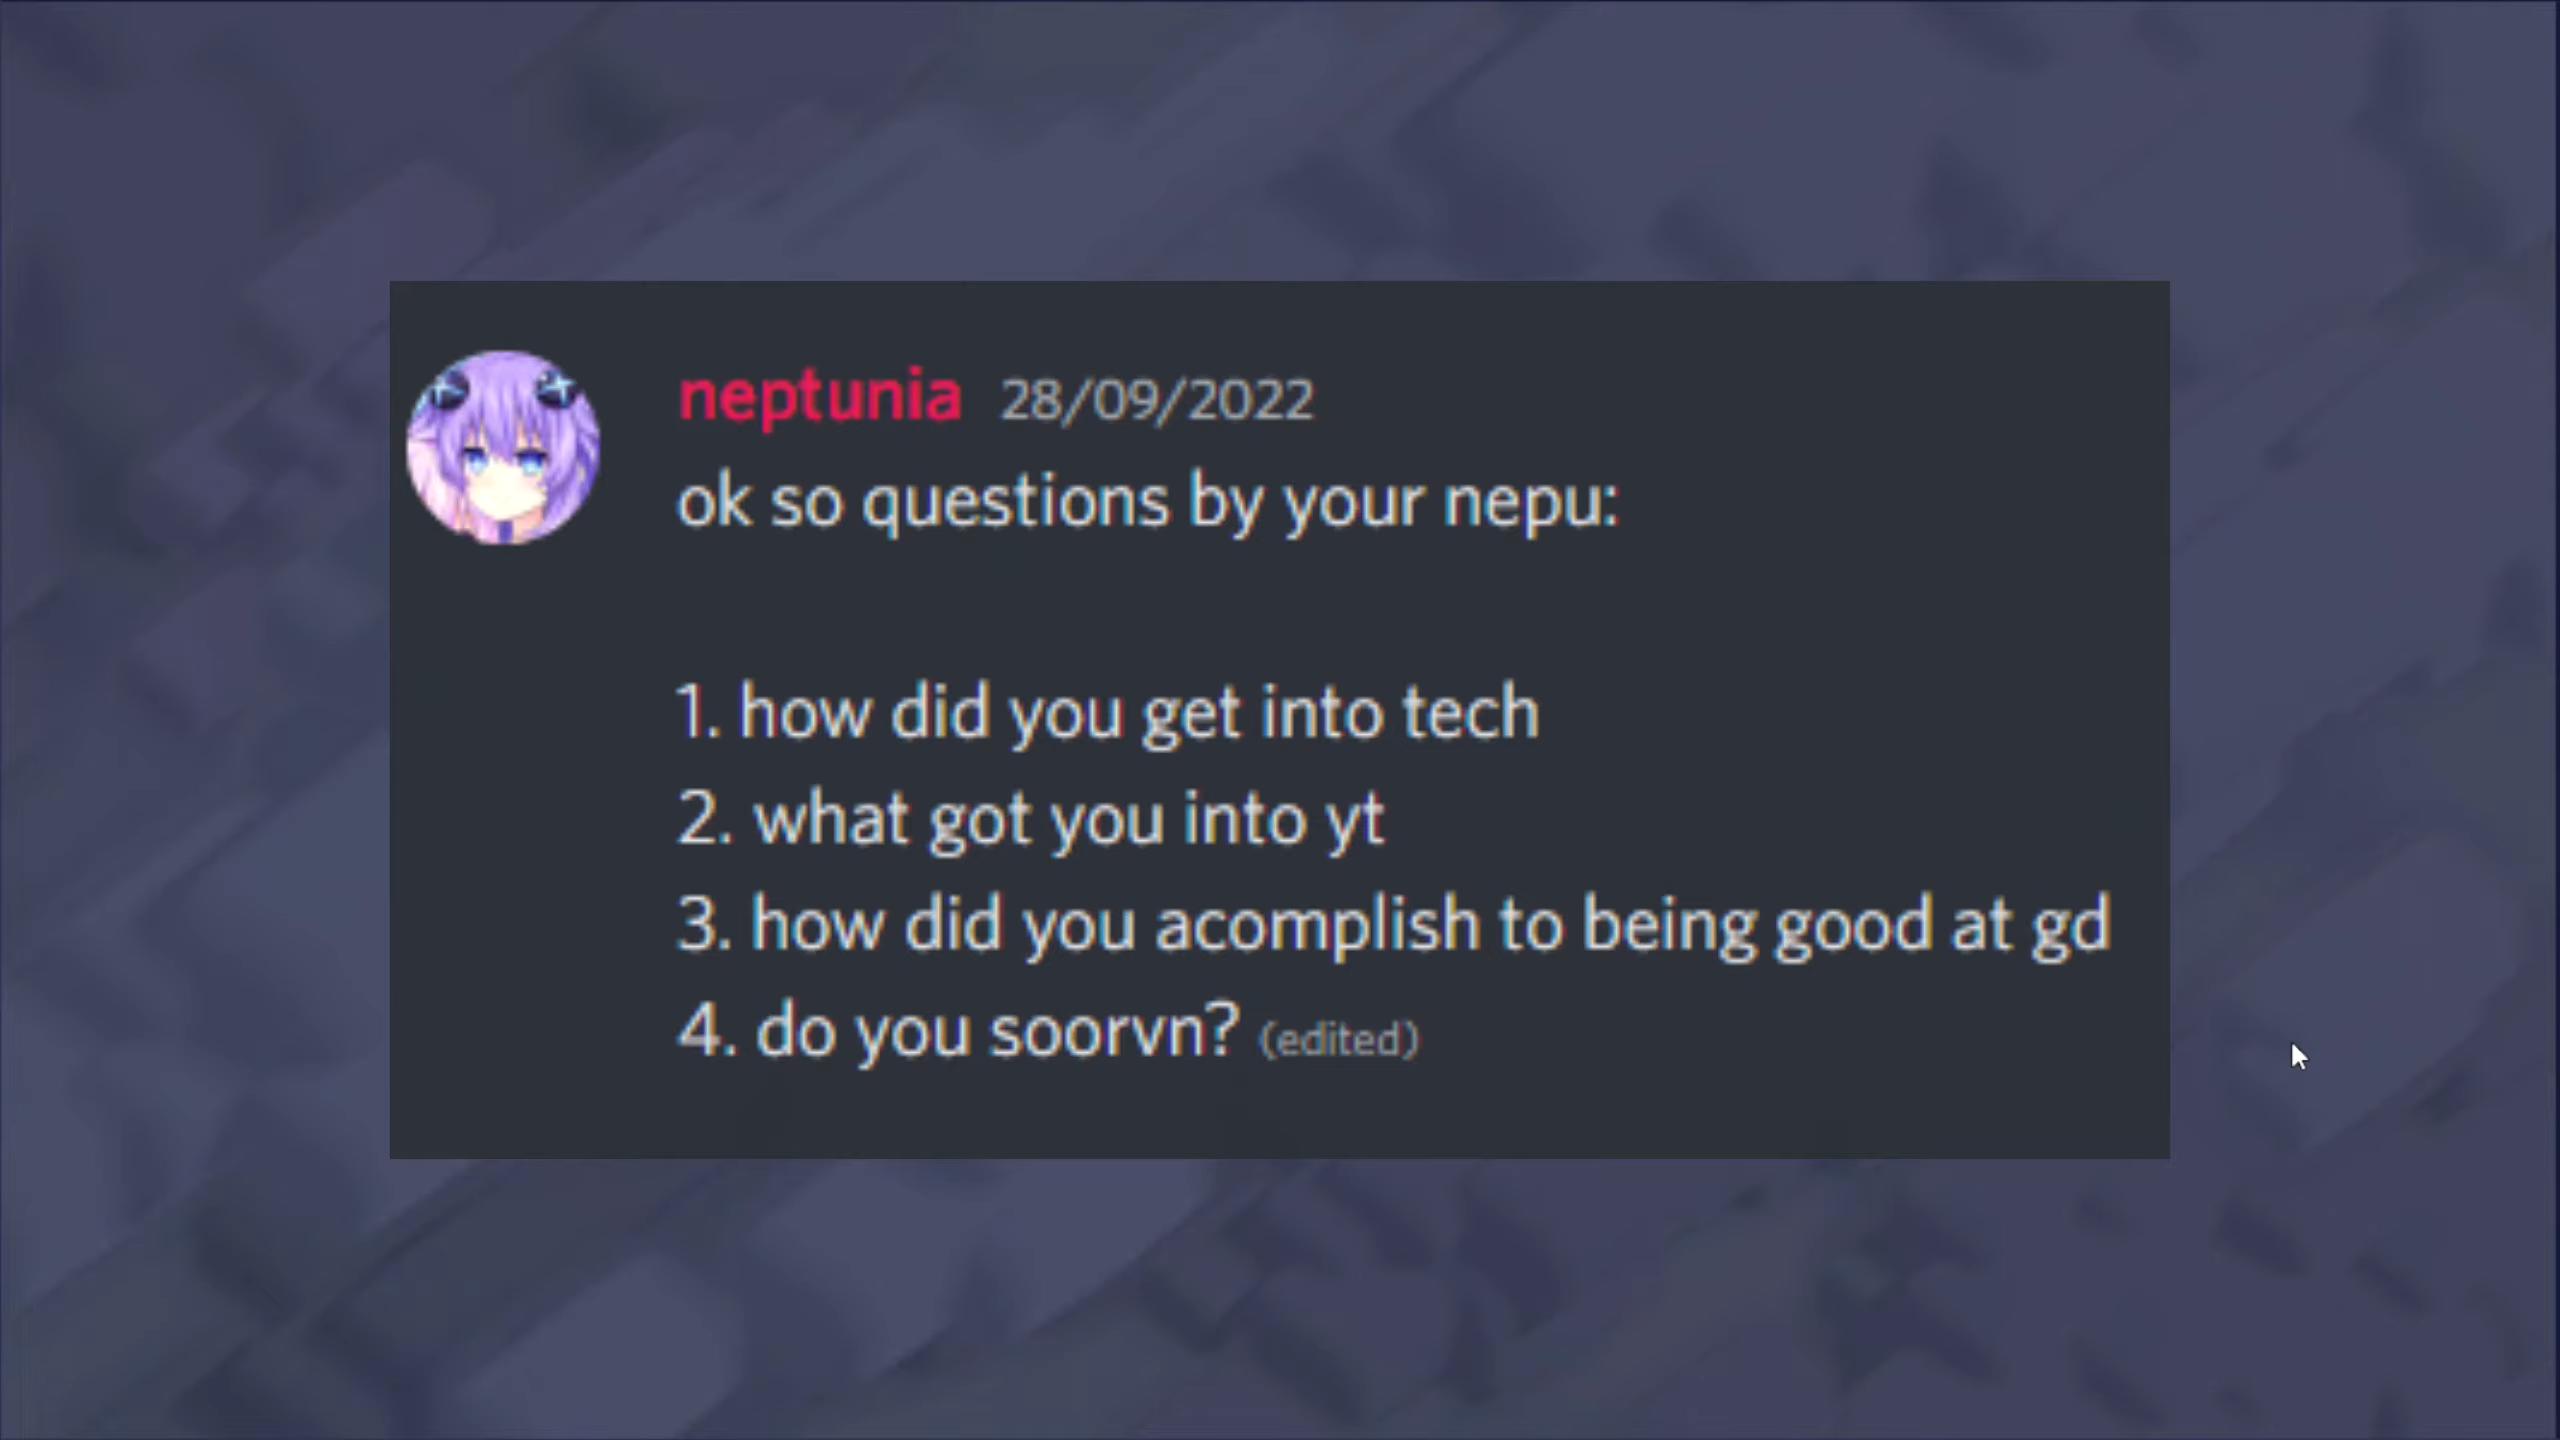 neptunia 28/09/2022
ok so questions by your nepu:
1. how did you get into tech
2. what got you into yt
3. how did you acomplish to being good at gd
4. do you soorvn? (edited)